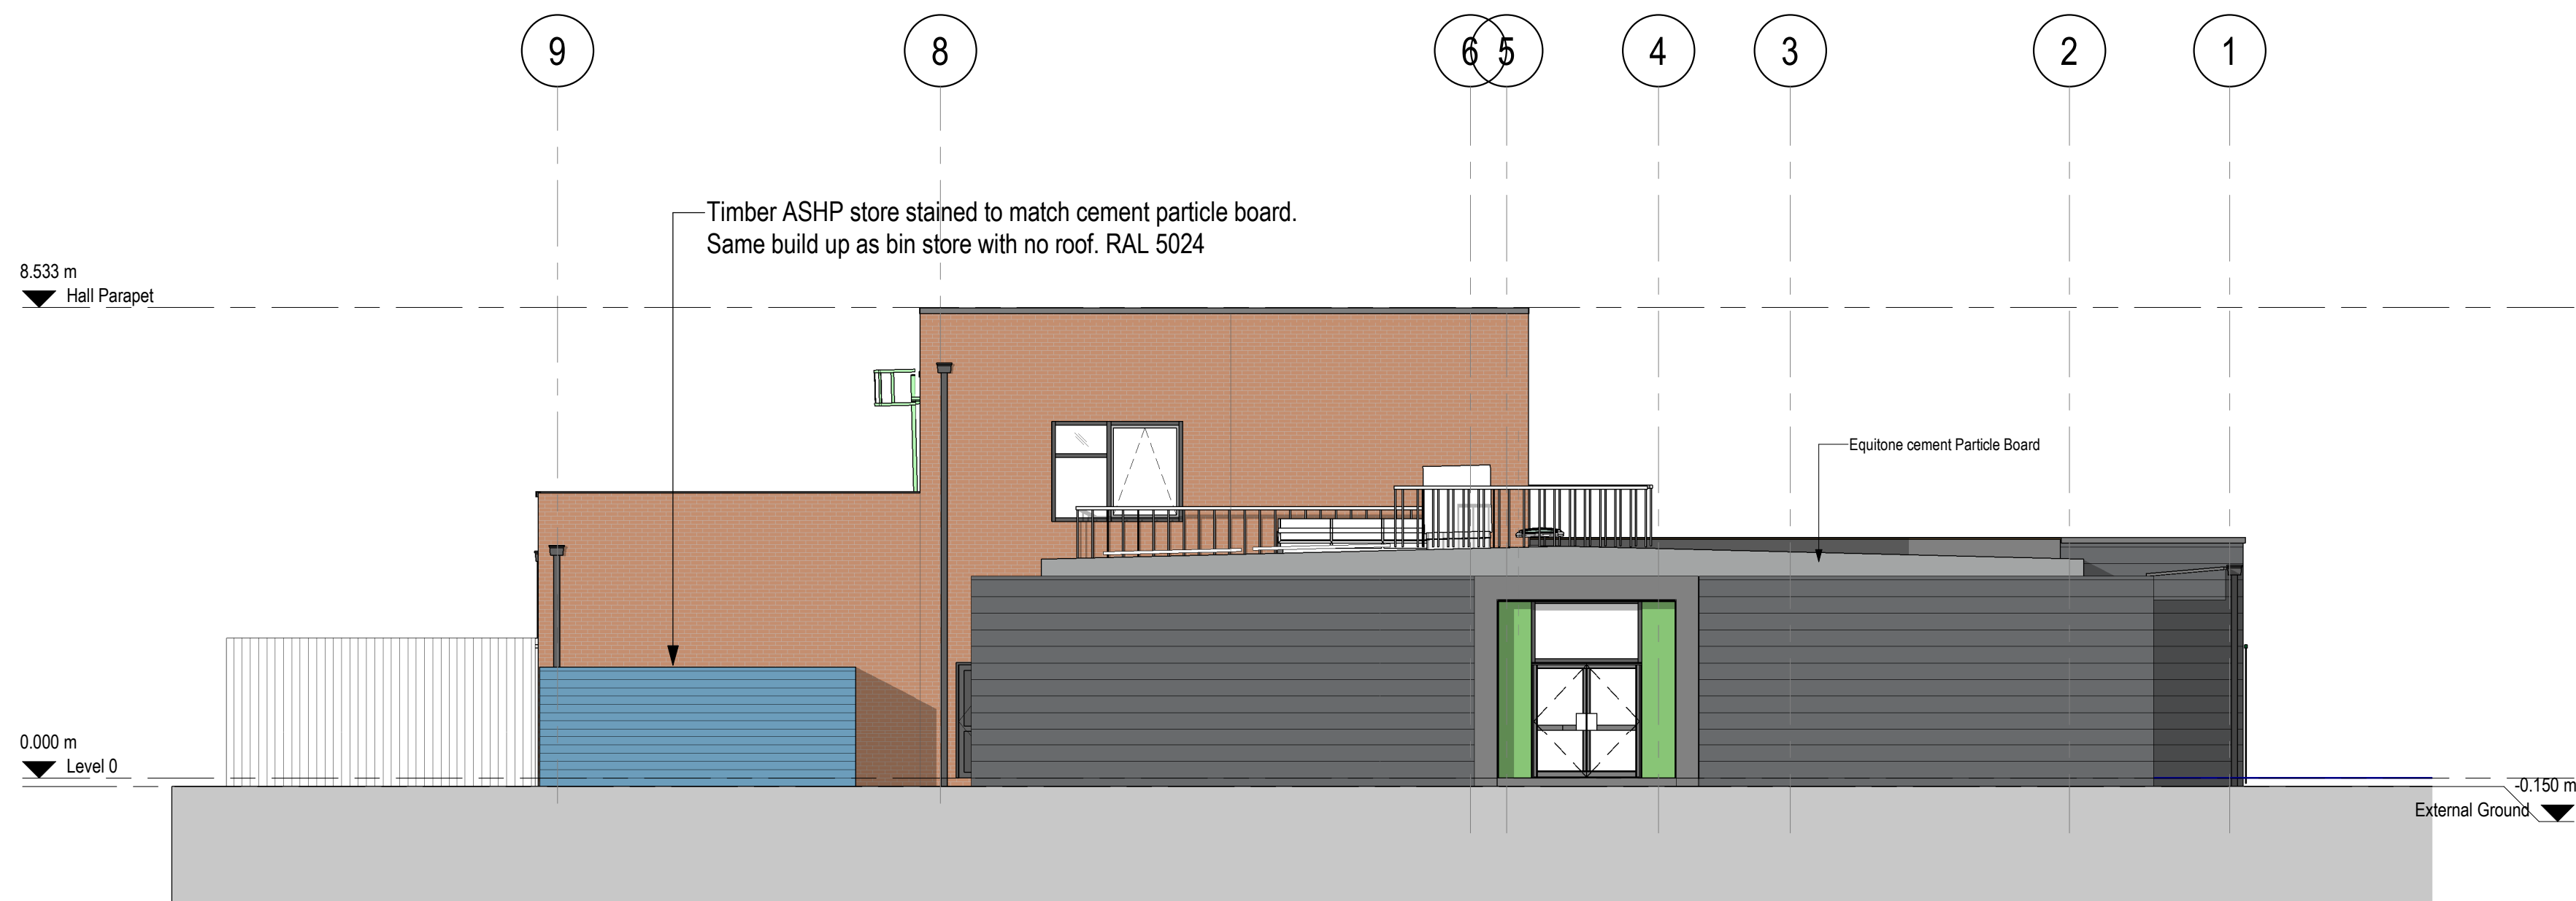 9
8
6
5
4
3
2
1
Timber ASHP store stained to match cement particle board.
Same build up as bin store with no roof. RAL 5024
8.533 m
Hall Parapet
Equitone cement Particle Board
0.000 m
Level 0
-0.150 m
External Ground